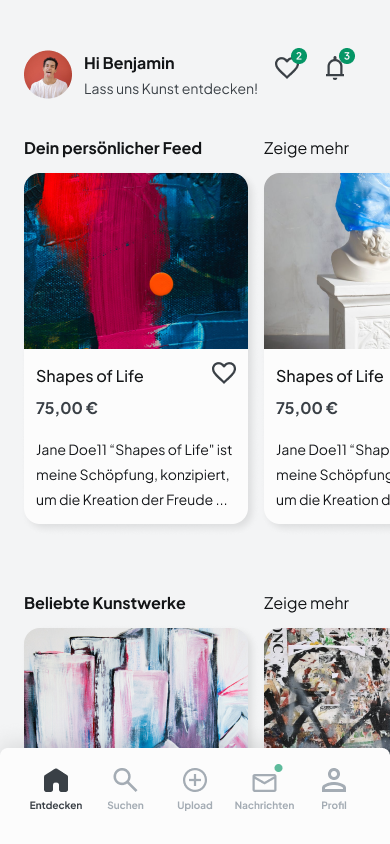 Hi Benjamin
2
3
Lass uns Kunst entdecken!
Dein persönlicher Feed
Zeige mehr
Shapes of Life
75,00 €
Jane Doe11 “Shapes of Life" ist
meine Schöpfung, konzipiert,
um die Kreation der Freude ...
Shapes of Life
75,00 €
Jane Doe11 “Shap
meine Schöpfung
um die Kreation d
Beliebte Kunstwerke
Zeige mehr
Entdecken
Suchen
Upload
Nachrichten
Profil